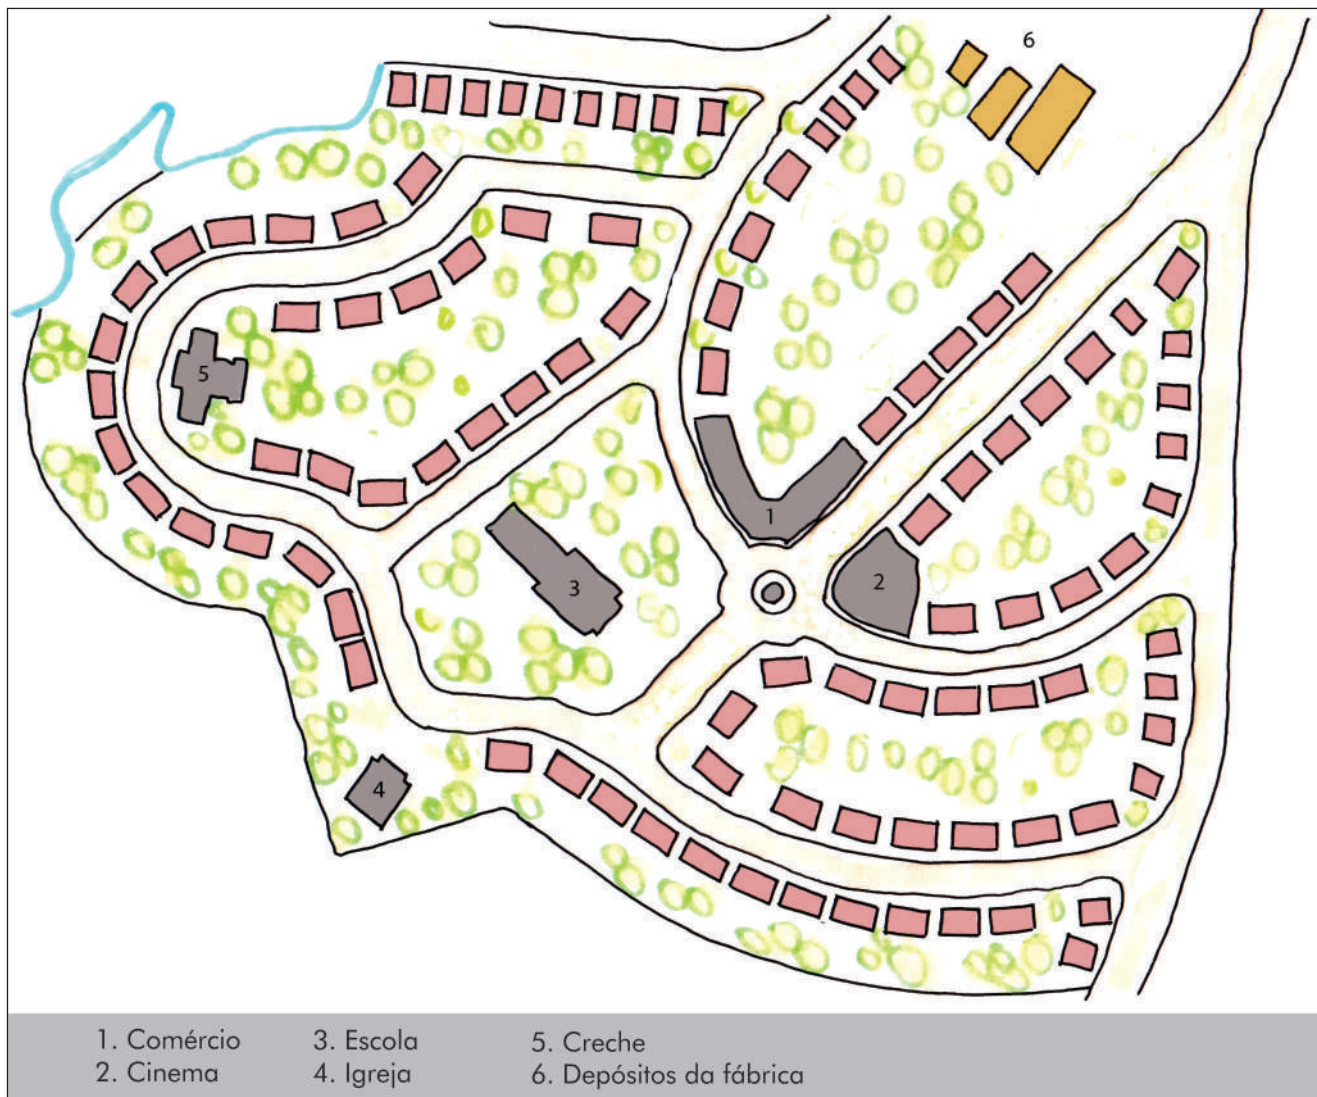 6
5
1
2
3
4
1. Comércio
2. Cinema
3. Escola
4. Igreja
5. Creche
6. Depósitos da fábrica